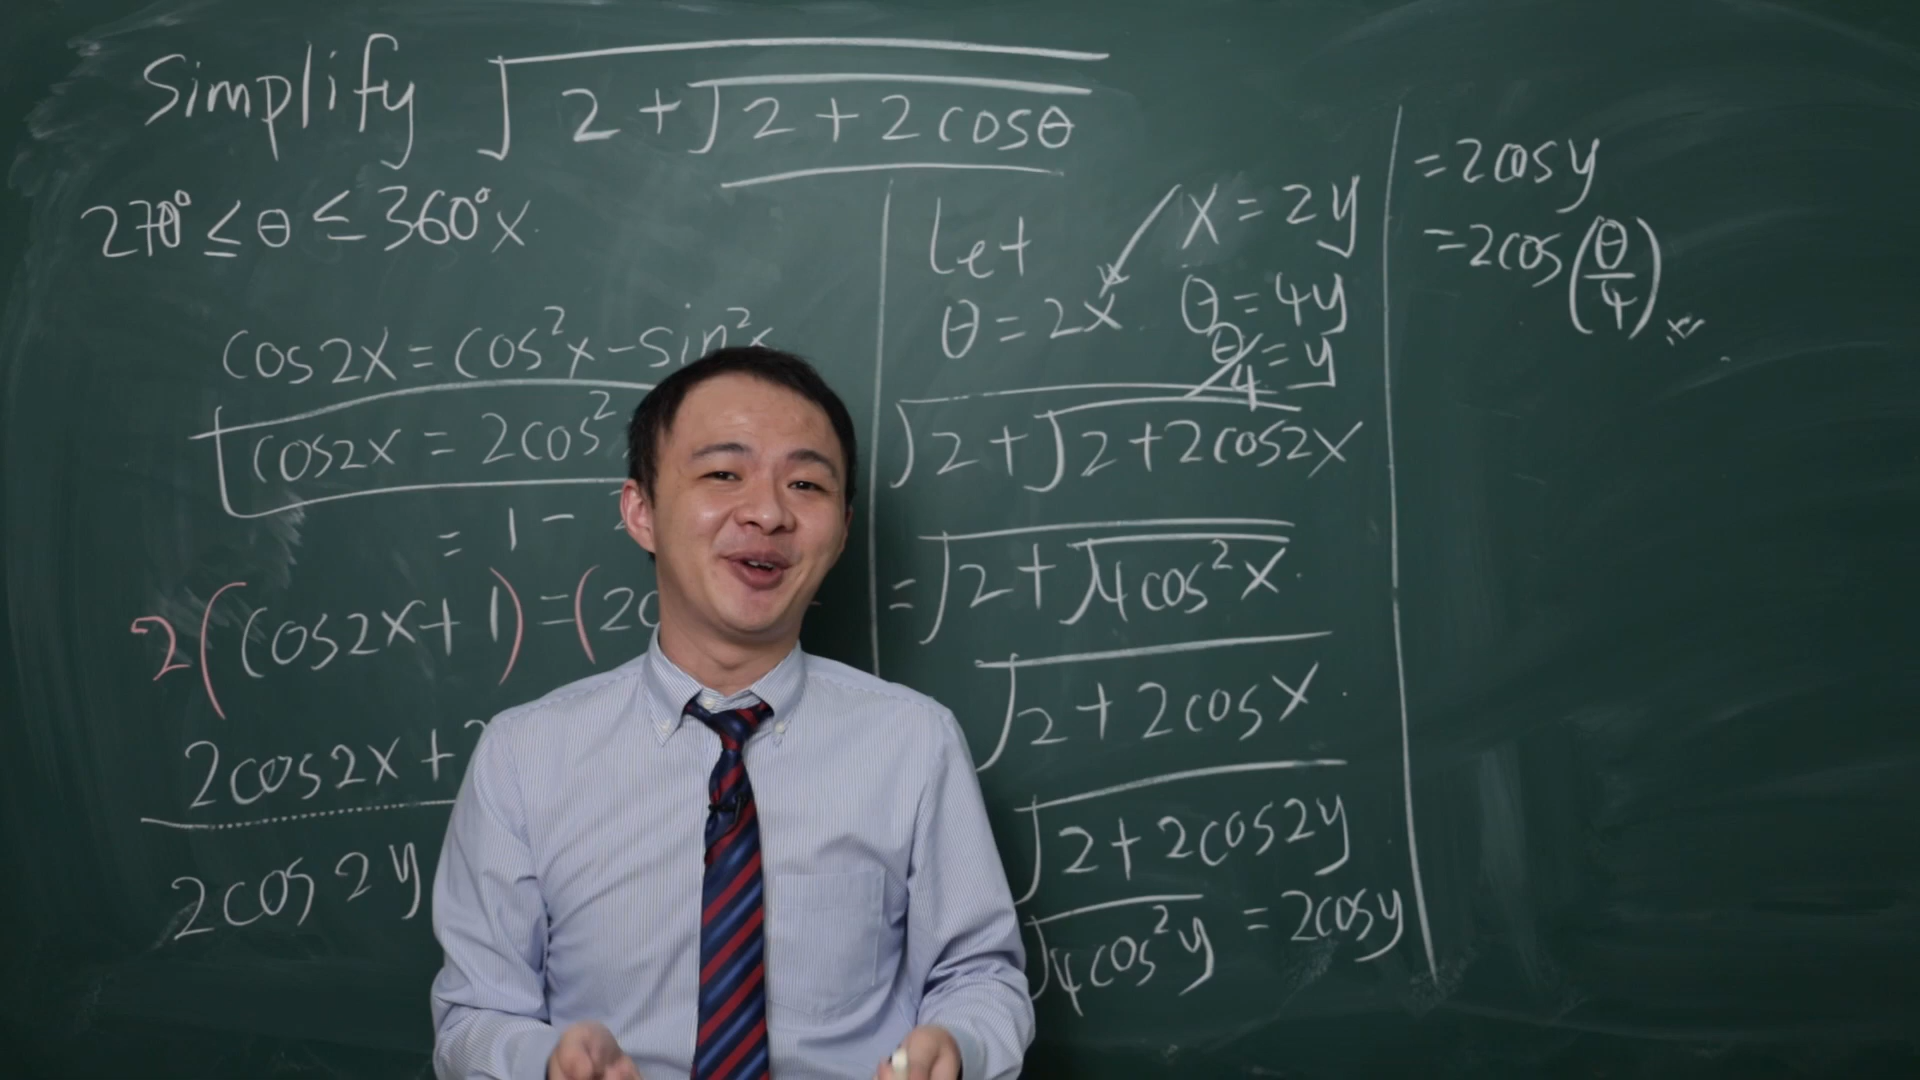 Simplify √(2+√(2+2cosθ))
270° ≤ θ ≤ 360° x.
cos2x = cos²x - sin²x
cos2x = 2cos²
= 1 -
2(cos2x+1) = (2c
2cos2x +
2cos2y
Let
x = 2y
θ = 2x
θ = 4y
θ/4 = y
√(2+√(2+2cos2x))
= √(2+√(4cos²x))
√(2+2cosx)
√(2+2cos2y)
√(4cos²y) = 2cosy
= 2cosy
= 2cos(θ/4)